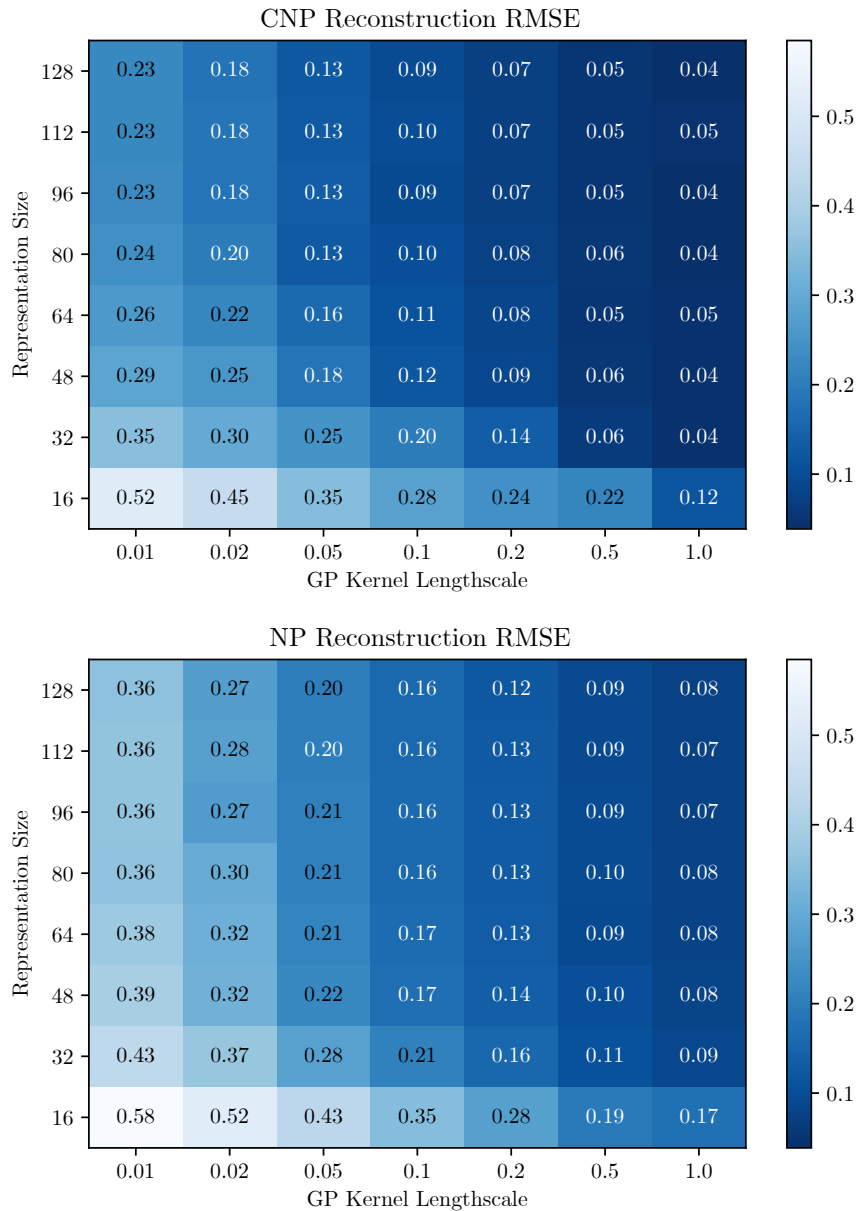 CNP Reconstruction RMSE
128 0.23 0.18 0.13 0.09 0.07 0.05 0.04
112 0.23 0.18 0.13 0.10 0.07 0.05 0.05
96 0.23 0.18 0.13 0.09 0.07 0.05 0.04
80 0.24 0.20 0.13 0.10 0.08 0.06 0.04
64 0.26 0.22 0.16 0.11 0.08 0.05 0.05
48 0.29 0.25 0.18 0.12 0.09 0.06 0.04
32 0.35 0.30 0.25 0.20 0.14 0.06 0.04
16 0.52 0.45 0.35 0.28 0.24 0.22 0.12
0.01 0.02 0.05 0.1 0.2 0.5 1.0
GP Kernel Lengthscale
Representation Size
0.5
0.4
0.3
0.2
0.1
NP Reconstruction RMSE
128 0.36 0.27 0.20 0.16 0.12 0.09 0.08
112 0.36 0.28 0.20 0.16 0.13 0.09 0.07
96 0.36 0.27 0.21 0.16 0.13 0.09 0.07
80 0.36 0.30 0.21 0.16 0.13 0.10 0.08
64 0.38 0.32 0.21 0.17 0.13 0.09 0.08
48 0.39 0.32 0.22 0.17 0.14 0.10 0.08
32 0.43 0.37 0.28 0.21 0.16 0.11 0.09
16 0.58 0.52 0.43 0.35 0.28 0.19 0.17
0.01 0.02 0.05 0.1 0.2 0.5 1.0
GP Kernel Lengthscale
Representation Size
0.5
0.4
0.3
0.2
0.1